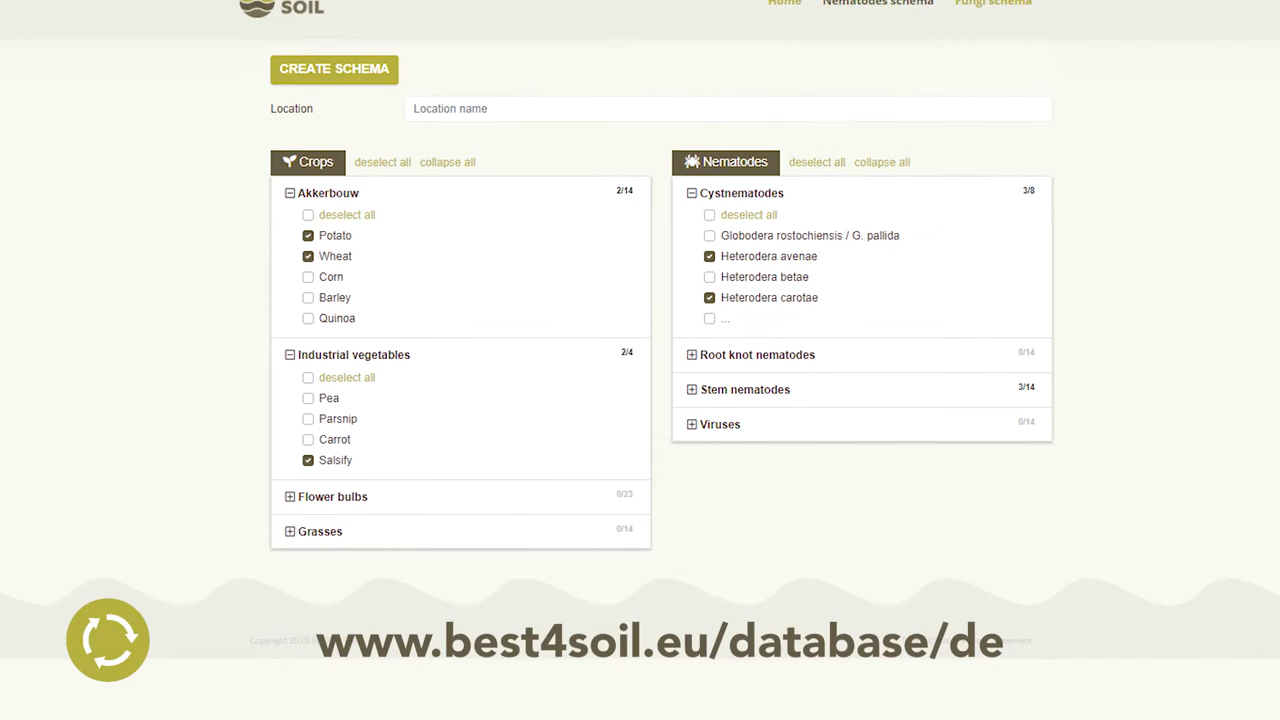 SOIL
Home Nematodes schema Fungi schema
CREATE SCHEMA
Location Location name
Crops deselect all collapse all
Akkerbouw 2/14
deselect all
Potato
Wheat
Corn
Barley
Quinoa
Industrial vegetables 2/4
deselect all
Pea
Parsnip
Carrot
Salsify
Flower bulbs 0/23
Grasses 0/14
Nematodes deselect all collapse all
Cystnematodes 3/8
deselect all
Globodera rostochiensis / G. pallida
Heterodera avenae
Heterodera betae
Heterodera carotae
...
Root knot nematodes 0/14
Stem nematodes 3/14
Viruses 0/14
www.best4soil.eu/database/de